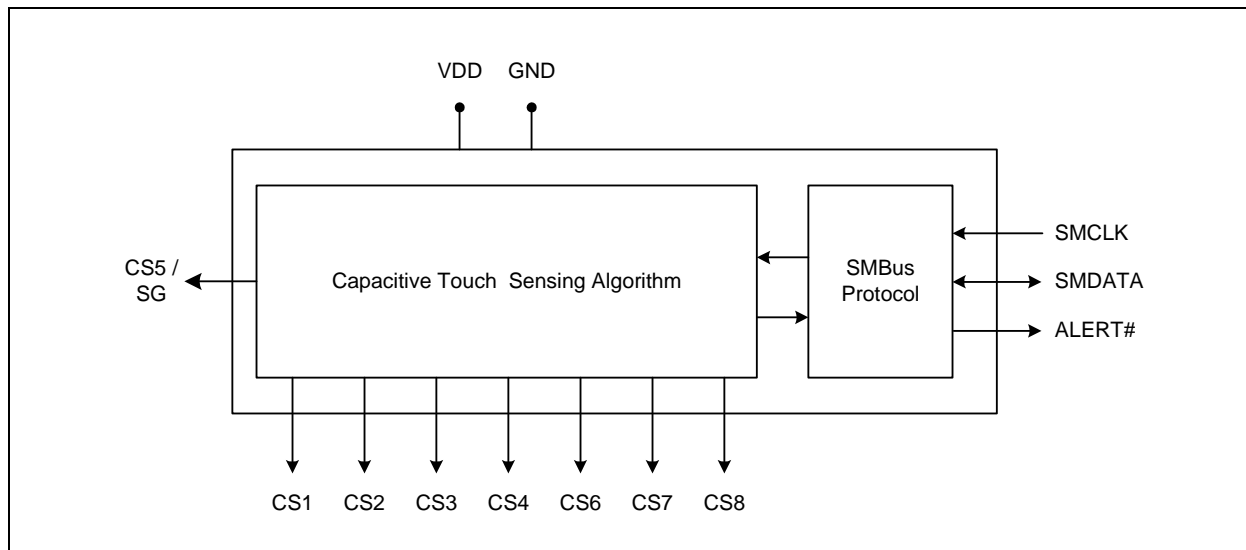 VDD GND
CS5 /
SG
Capacitive Touch Sensing Algorithm
SMBus
Protocol
SMCLK
SMDATA
ALERT#
CS1 CS2 CS3 CS4 CS6 CS7 CS8